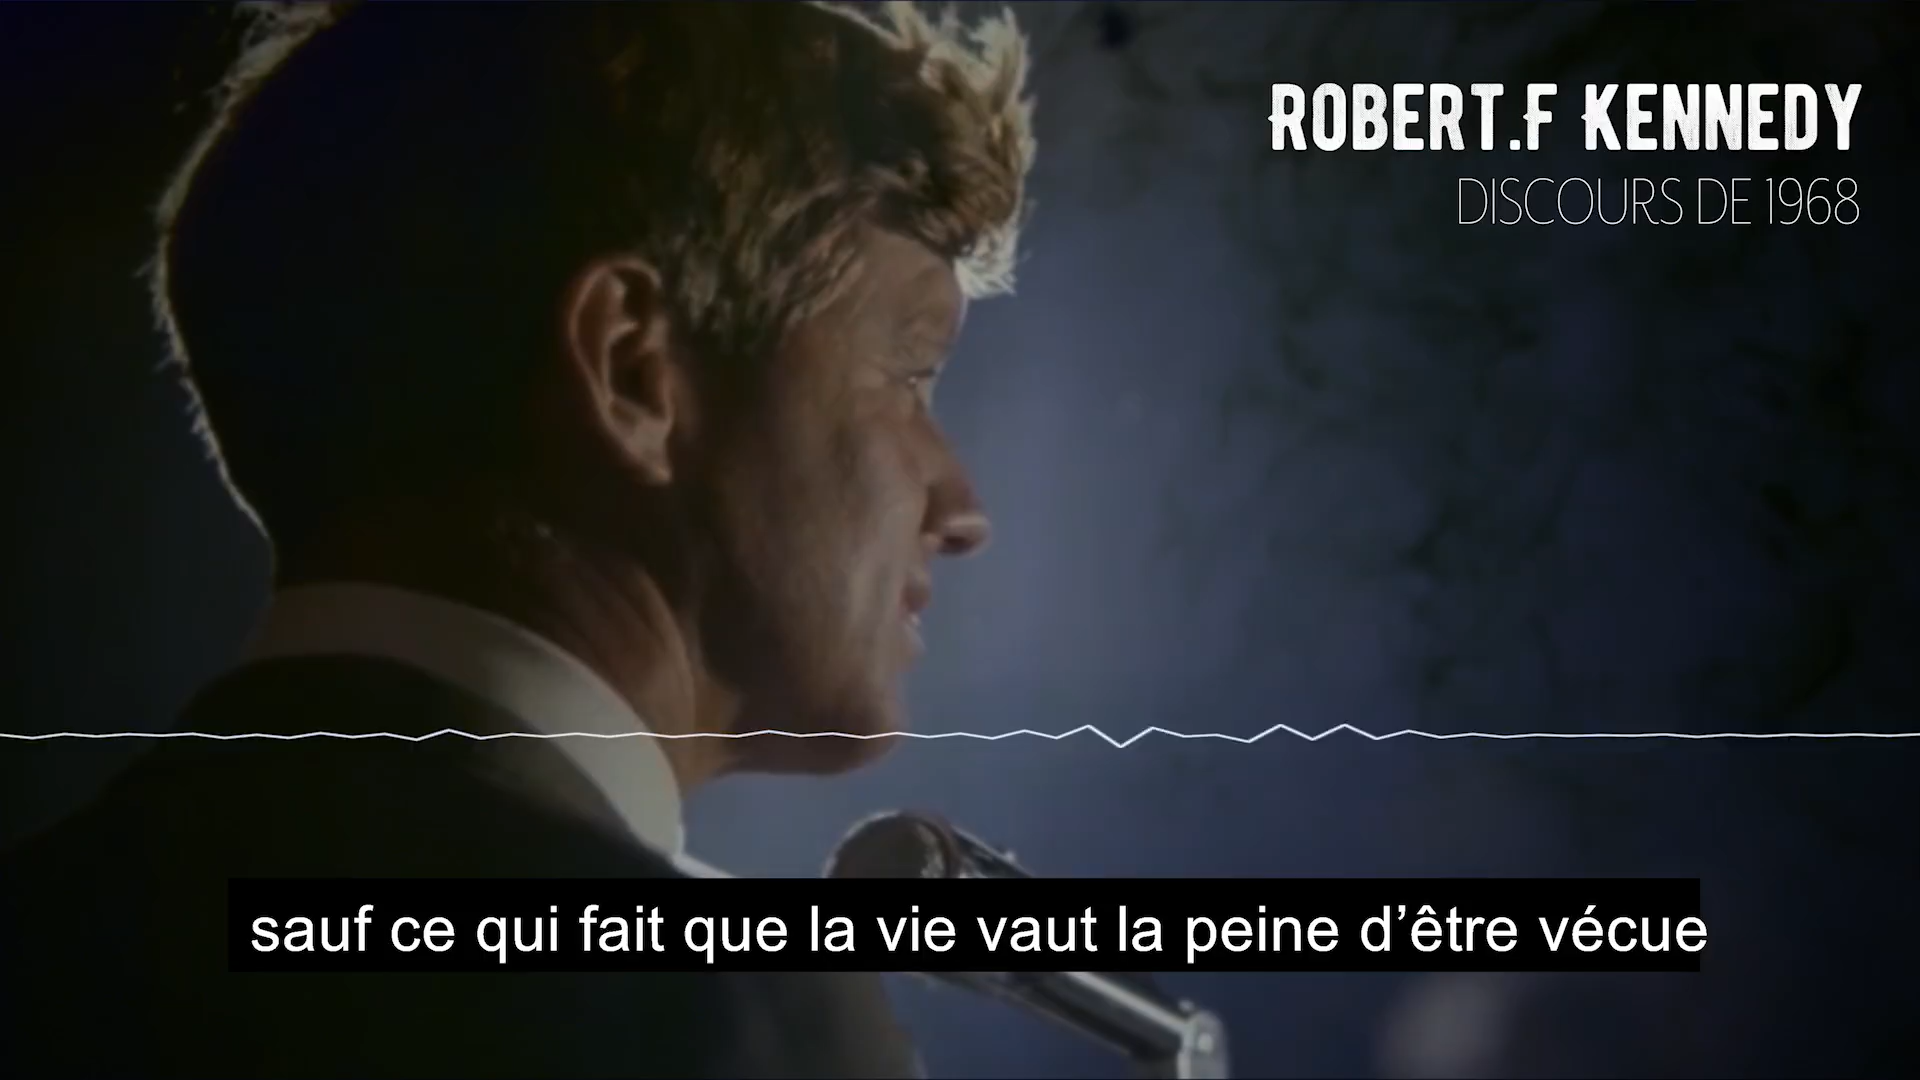 ROBERT.F KENNEDY
DISCOURS DE 1968
sauf ce qui fait que la vie vaut la peine d’être vécue